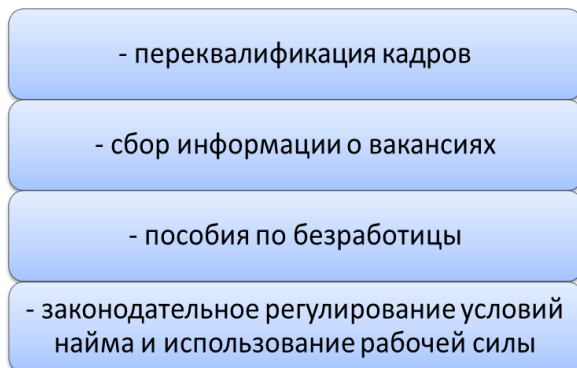 - переквалификация кадров
- сбор информации о вакансиях
- пособия по безработицы
- законодательное регулирование условий
найма и использование рабочей силы